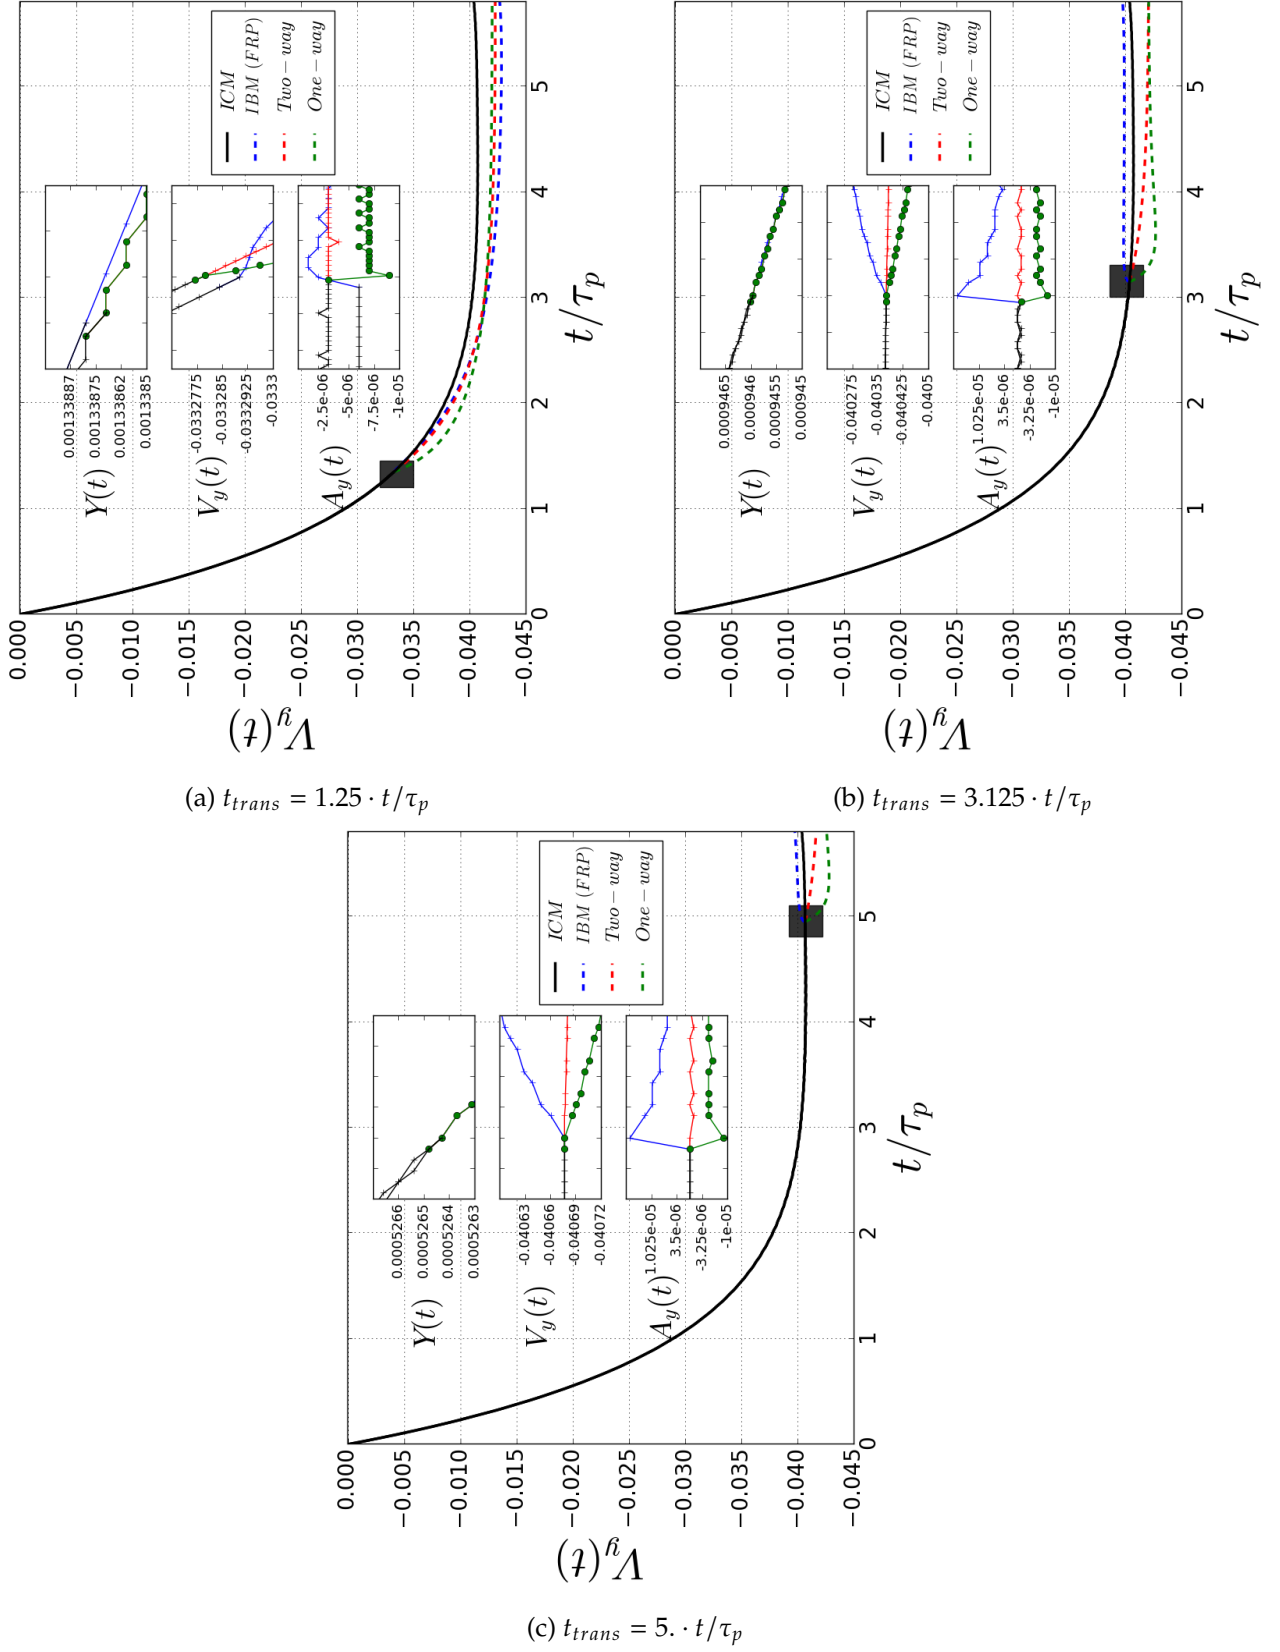 0.000
−0.005
−0.010
−0.015
−0.020
−0.025
−0.030
−0.035
−0.040
−0.045
V_y(t)
0
1
2
3
4
5
t/τ_p
Y(t)
0.00133887
0.00133875
0.00133862
0.0013385
V_y(t)
-0.0332775
-0.033285
-0.0332925
-0.0333
A_y(t)
-2.5e-06
-5e-06
-7.5e-06
-1e-05
ICM
IBM (FRP)
Two − way
One − way
(a) t_trans = 1.25 · t/τ_p
0.000
−0.005
−0.010
−0.015
−0.020
−0.025
−0.030
−0.035
−0.040
−0.045
V_y(t)
0
1
2
3
4
5
t/τ_p
Y(t)
0.0009465
0.000946
0.0009455
0.000945
V_y(t)
-0.040275
-0.04035
-0.040425
-0.0405
A_y(t)
1.025e-05
3.5e-06
-3.25e-06
-1e-05
ICM
IBM (FRP)
Two − way
One − way
(b) t_trans = 3.125 · t/τ_p
0.000
−0.005
−0.010
−0.015
−0.020
−0.025
−0.030
−0.035
−0.040
−0.045
V_y(t)
0
1
2
3
4
5
t/τ_p
Y(t)
0.0005266
0.0005265
0.0005264
0.0005263
V_y(t)
-0.04063
-0.04066
-0.04069
-0.04072
A_y(t)
1.025e-05
3.5e-06
-3.25e-06
-1e-05
ICM
IBM (FRP)
Two − way
One − way
(c) t_trans = 5. · t/τ_p